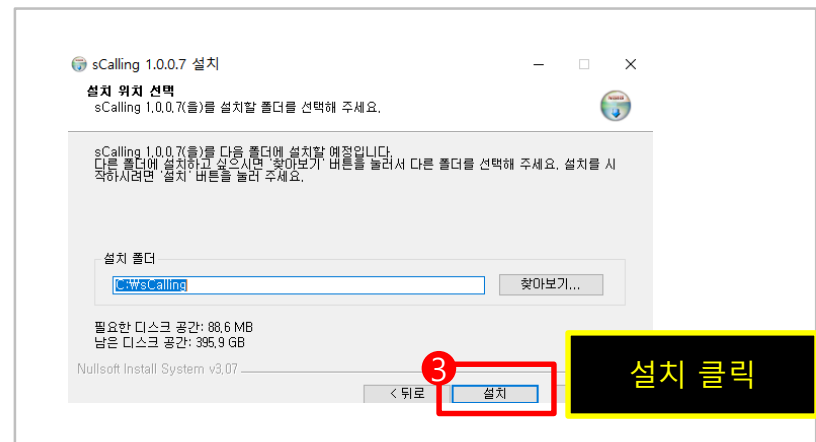 sCalling 1.0.0.7 설치
설치 위치 선택
sCalling 1.0.0.7(을)를 설치할 폴더를 선택해 주세요.
sCalling 1.0.0.7(을)를 다음 폴더에 설치할 예정입니다.
다른 폴더에 설치하고 싶으시면 '찾아보기' 버튼을 눌러서 다른 폴더를 선택해 주세요. 설치를 시
작하시려면 '설치' 버튼을 눌러 주세요.
설치 폴더
C:₩sCalling
찾아보기...
필요한 디스크 공간: 88.6 MB
남은 디스크 공간: 395.9 GB
Nullsoft Install System v3.07
3
< 뒤로
설치
설치 클릭